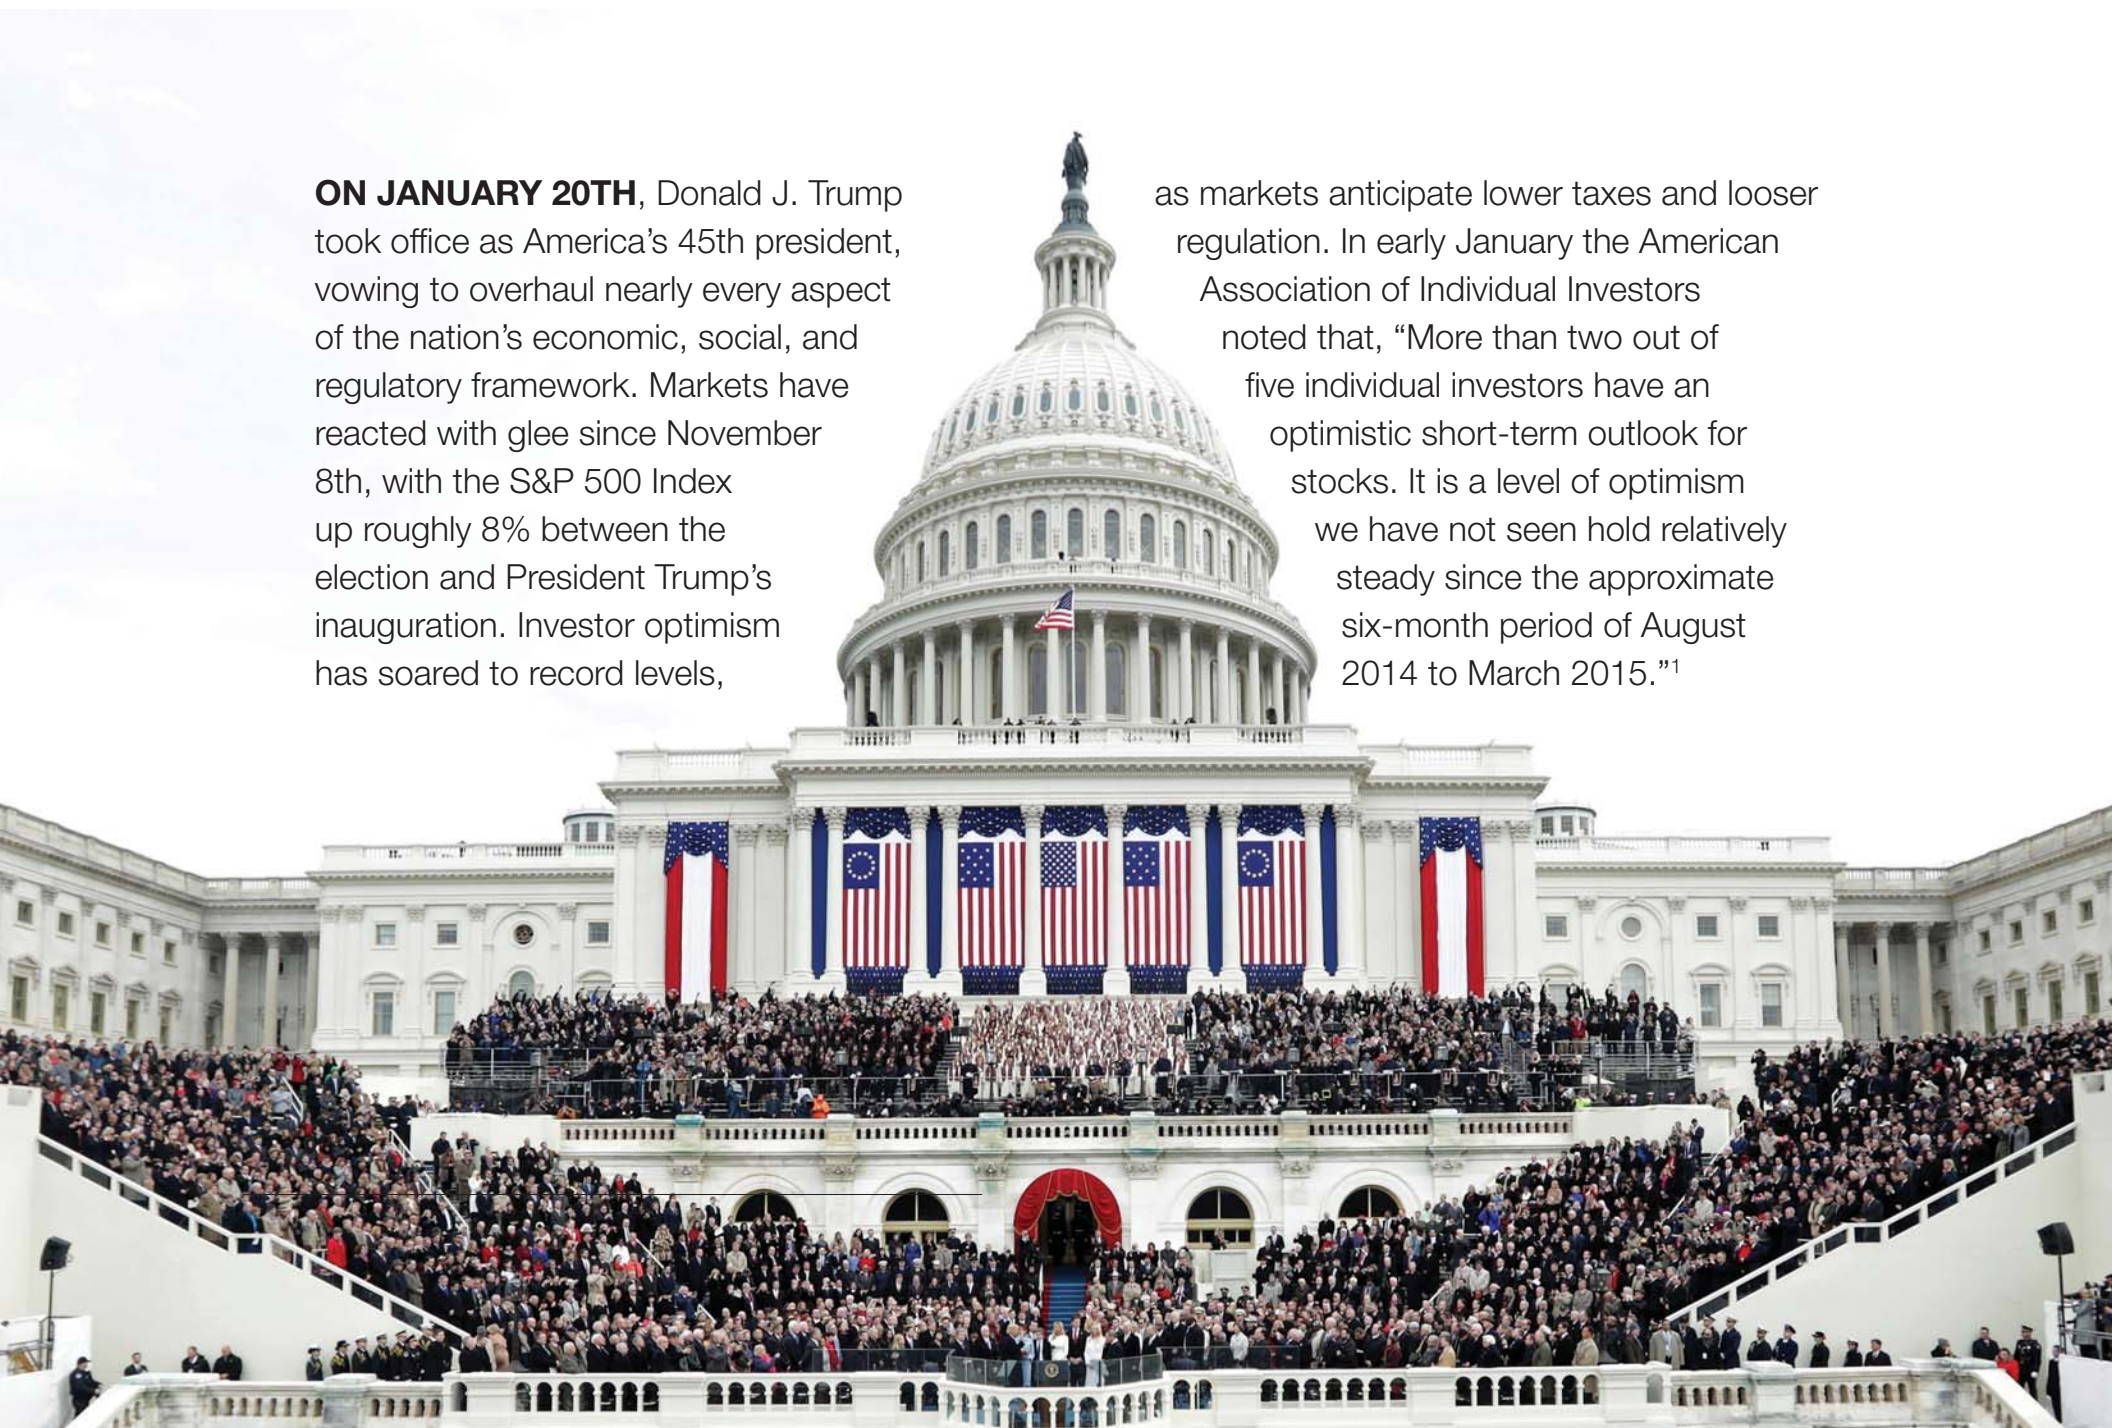 ON JANUARY 20TH, Donald J. Trump
took office as America’s 45th president,
vowing to overhaul nearly every aspect
of the nation’s economic, social, and
regulatory framework. Markets have
reacted with glee since November
8th, with the S&P 500 Index
up roughly 8% between the
election and President Trump’s
inauguration. Investor optimism
has soared to record levels,
as markets anticipate lower taxes and looser
regulation. In early January the American
Association of Individual Investors
noted that, “More than two out of
five individual investors have an
optimistic short-term outlook for
stocks. It is a level of optimism
we have not seen hold relatively
steady since the approximate
six-month period of August
2014 to March 2015.”¹